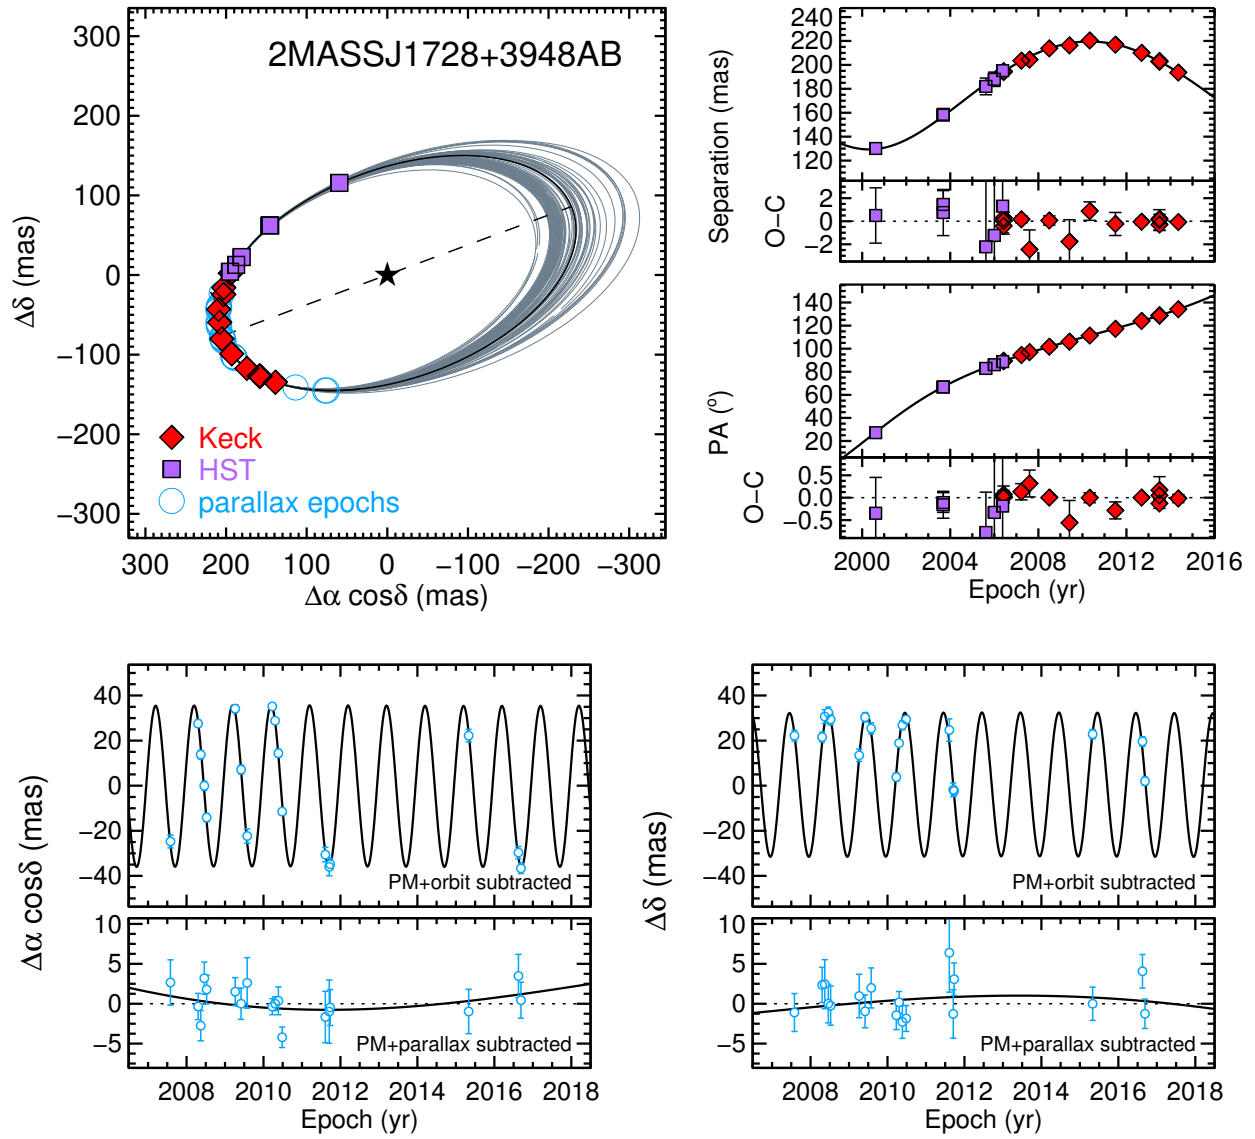 2MASSJ1728+3948AB
Δδ (mas)
300
200
100
0
−100
−200
−300
Keck
HST
parallax epochs
300 200 100 0 −100 −200 −300
Δα cosδ (mas)
Separation (mas)
240
220
200
180
160
140
120
O−C
2
0
−2
PA (°)
140
120
100
80
60
40
20
O−C
0.5
0.0
−0.5
2000 2004 2008 2012 2016
Epoch (yr)
Δα cosδ (mas)
40
20
0
−20
−40
PM+orbit subtracted
10
5
0
−5
PM+parallax subtracted
2008 2010 2012 2014 2016 2018
Epoch (yr)
Δδ (mas)
40
20
0
−20
−40
PM+orbit subtracted
10
5
0
−5
PM+parallax subtracted
2008 2010 2012 2014 2016 2018
Epoch (yr)